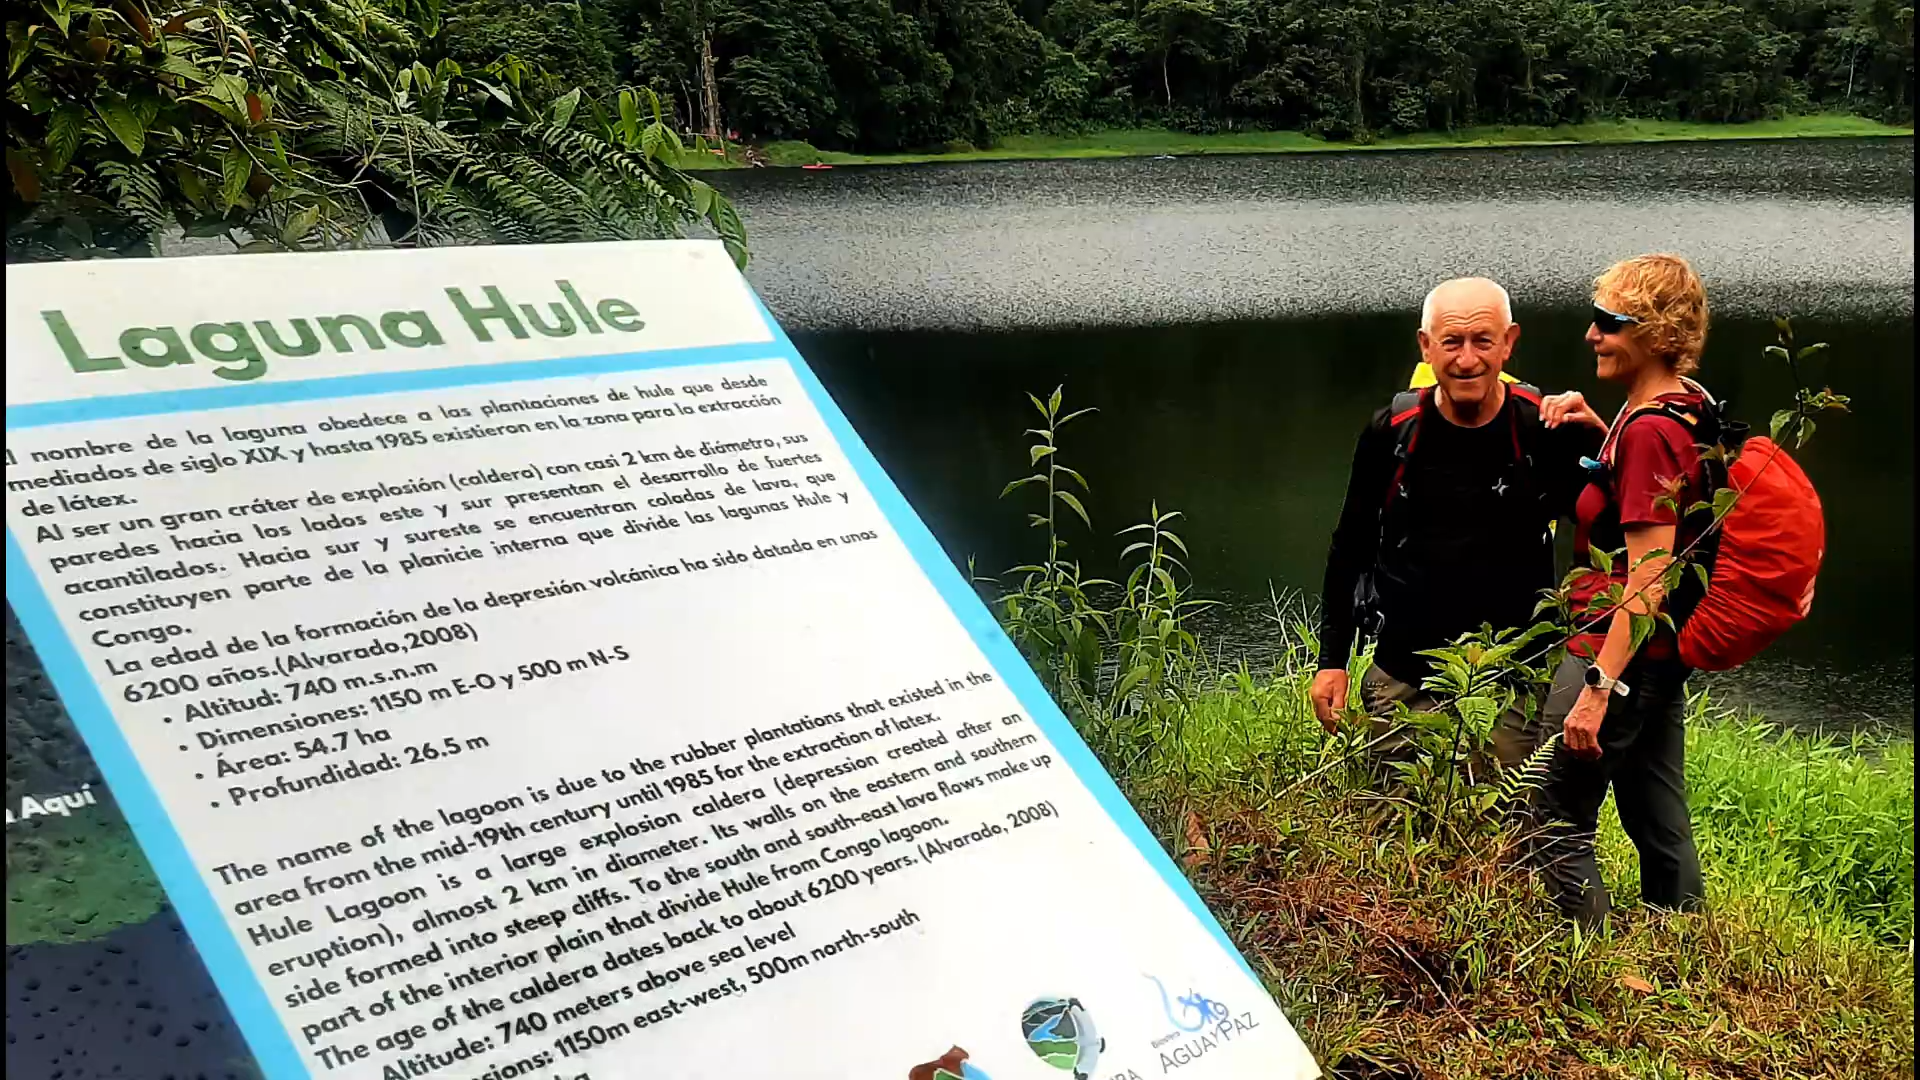 Laguna Hule
l nombre de la laguna obedece a las plantaciones de hule que desde
mediados de siglo XIX y hasta 1985 existieron en la zona para la extracción
de látex.
Al ser un gran cráter de explosión (caldera) con casi 2 km de diámetro, sus
paredes hacia los lados este y sur presentan el desarrollo de fuertes
acantilados. Hacia sur y sureste se encuentran coladas de lava, que
constituyen parte de la planicie interna que divide las lagunas Hule y
Congo.
La edad de la formación de la depresión volcánica ha sido datada en unos
6200 años.(Alvarado,2008)
• Altitud: 740 m.s.n.m
• Dimensiones: 1150 m E-O y 500 m N-S
• Área: 54.7 ha
• Profundidad: 26.5 m
Aquí
The name of the lagoon is due to the rubber plantations that existed in the
area from the mid-19th century until 1985 for the extraction of latex.
Hule Lagoon is a large explosion caldera (depression created after an
eruption), almost 2 km in diameter. Its walls on the eastern and southern
side formed into steep cliffs. To the south and south-east lava flows make up
part of the interior plain that divide Hule from Congo lagoon.
The age of the caldera dates back to about 6200 years. (Alvarado, 2008)
Altitude: 740 meters above sea level
sions: 1150m east-west, 500m north-south
AGUA Y PAZ